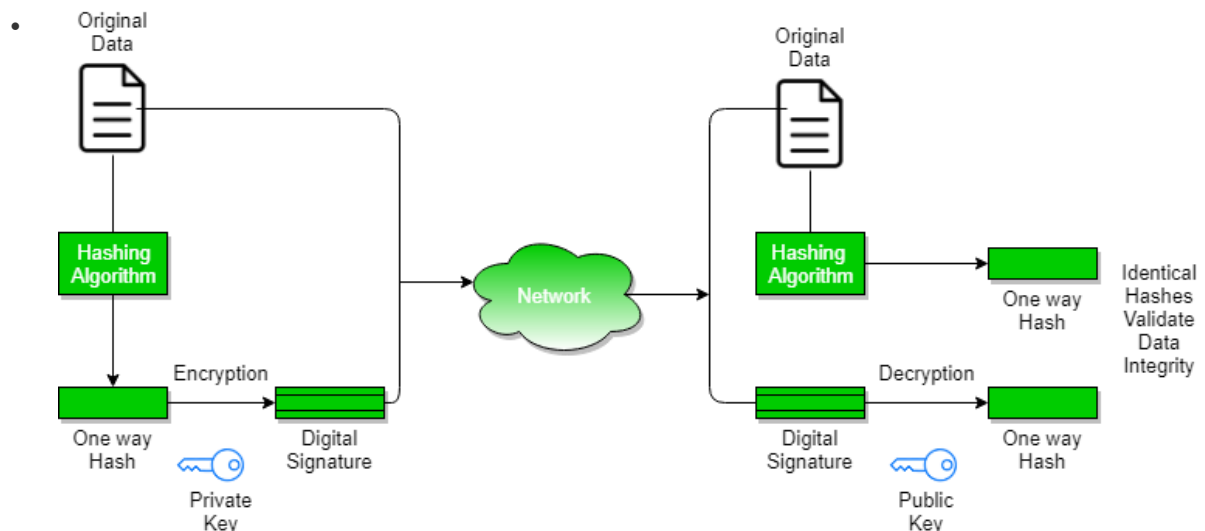 Original
Data
Hashing
Algorithm
One way
Hash
Encryption
Private
Key
Digital
Signature
Network
Original
Data
Hashing
Algorithm
One way
Hash
Identical
Hashes
Validate
Data
Integrity
Digital
Signature
Decryption
Public
Key
One way
Hash